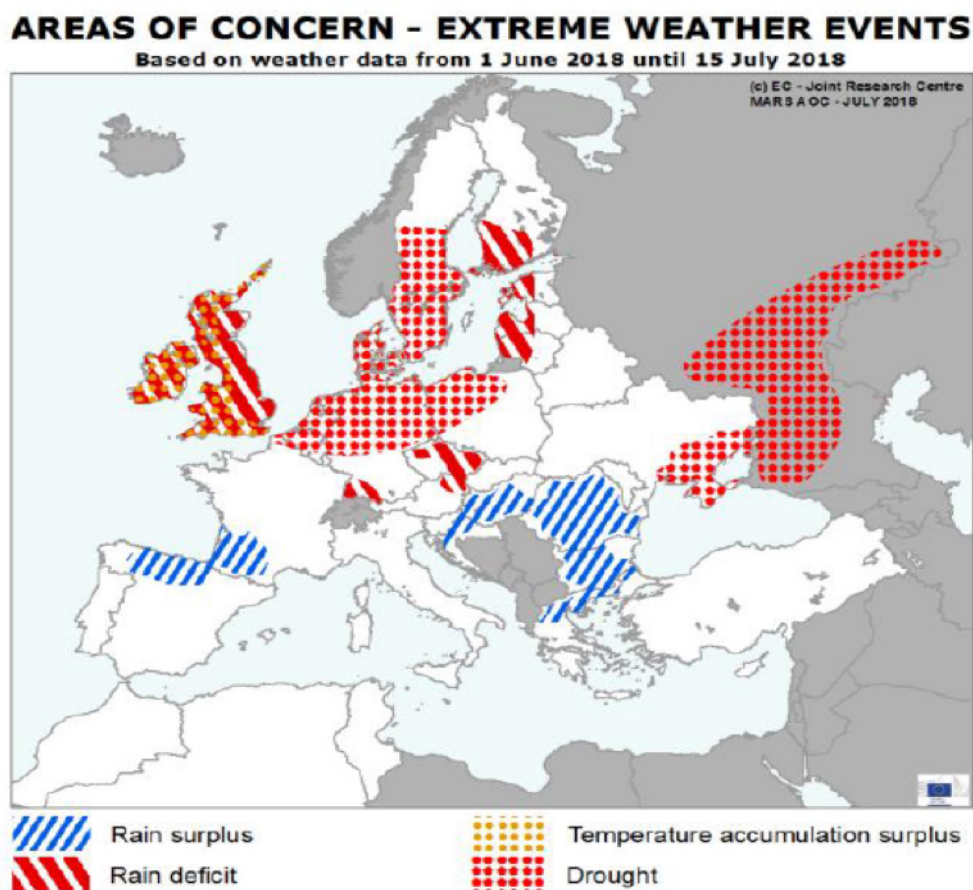 AREAS OF CONCERN - EXTREME WEATHER EVENTS
Based on weather data from 1 June 2018 until 15 July 2018
(c) EC - Joint Research Centre
MARS AOC - JULY 2018
Rain surplus
Temperature accumulation surplus
Rain deficit
Drought